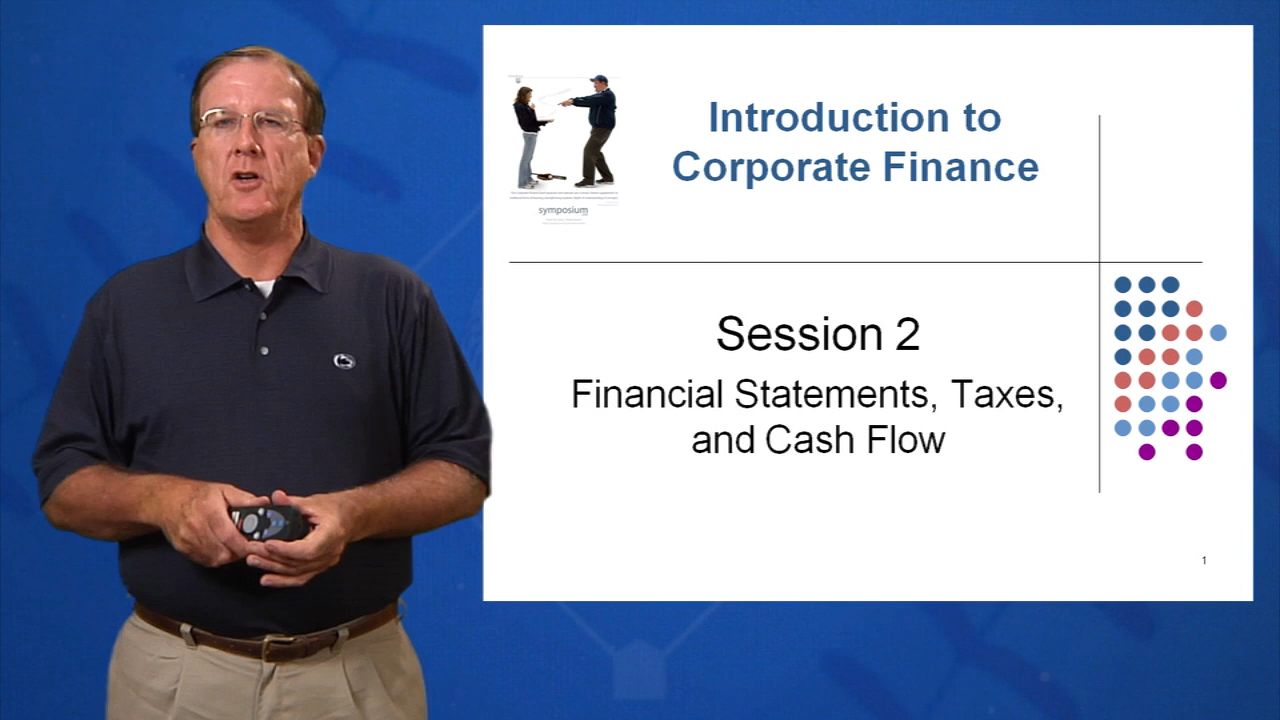 Introduction to
Corporate Finance
symposium
Session 2
Financial Statements, Taxes,
and Cash Flow
1